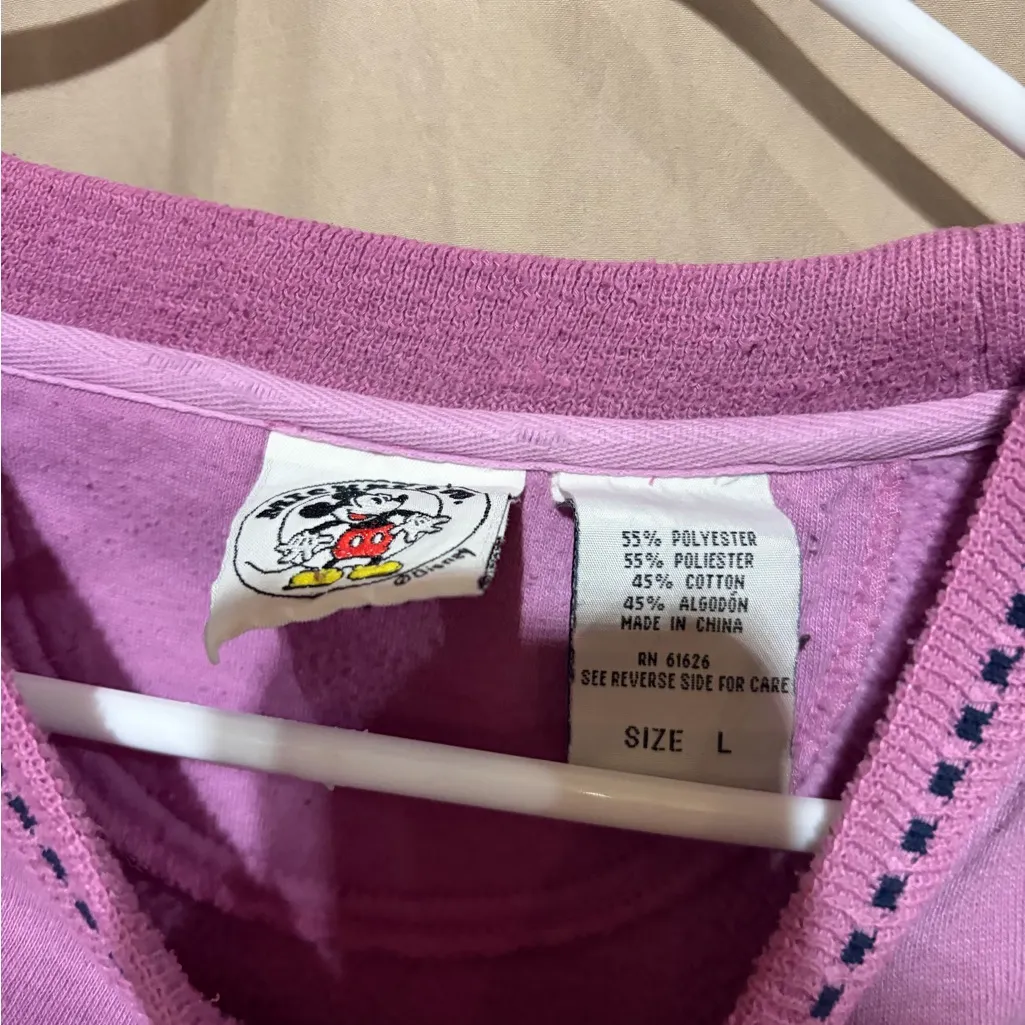 ©Disney
55% POLYESTER
55% POLIESTER
45% COTTON
45% ALGODÓN
MADE IN CHINA
RN 61626
SEE REVERSE SIDE FOR CARE
SIZE L